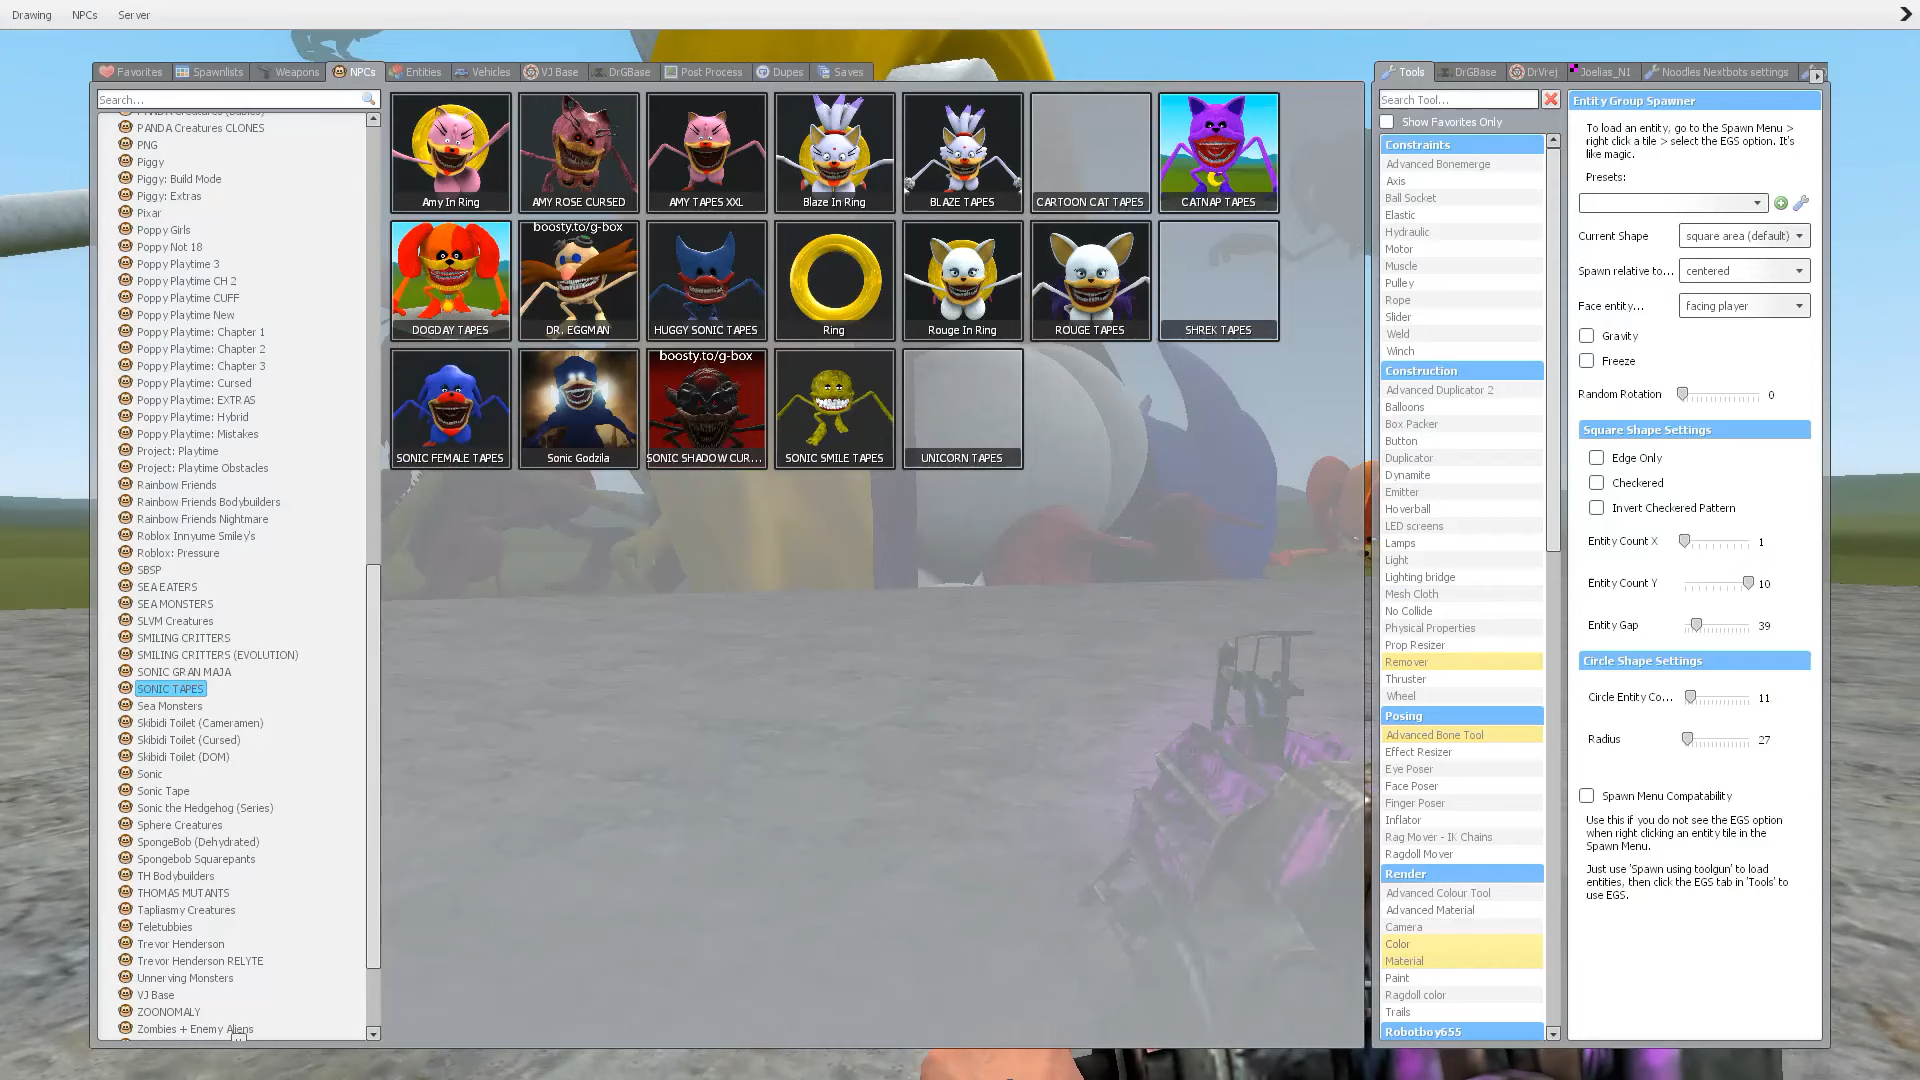 Drawing NPCs Server
Favorites Spawnlists Weapons NPCs Entities Vehicles VJ Base DrGBase Post Process Dupes Saves
Search...
PANDA Creatures CLONES
PNG
Piggy
Piggy: Build Mode
Piggy: Extras
Pixar
Poppy Girls
Poppy Not 18
Poppy Playtime 3
Poppy Playtime CH 2
Poppy Playtime CUFF
Poppy Playtime New
Poppy Playtime: Chapter 1
Poppy Playtime: Chapter 2
Poppy Playtime: Chapter 3
Poppy Playtime: Cursed
Poppy Playtime: EXTRAS
Poppy Playtime: Hybrid
Poppy Playtime: Mistakes
Project: Playtime
Project: Playtime Obstacles
Rainbow Friends
Rainbow Friends Bodybuilders
Rainbow Friends Nightmare
Roblox Innyume Smiley's
Roblox: Pressure
SBSP
SEA EATERS
SEA MONSTERS
SLVM Creatures
SMILING CRITTERS
SMILING CRITTERS (EVOLUTION)
SONIC GRAN MAJA
SONIC TAPES
Sea Monsters
Skibidi Toilet (Cameramen)
Skibidi Toilet (Cursed)
Skibidi Toilet (DOM)
Sonic
Sonic Tape
Sonic the Hedgehog (Series)
Sphere Creatures
SpongeBob (Dehydrated)
Spongebob Squarepants
TH Bodybuilders
THOMAS MUTANTS
Tapliasmy Creatures
Teletubbies
Trevor Henderson
Trevor Henderson RELYTE
Unnerving Monsters
VJ Base
ZOONOMALY
Zombies + Enemy Aliens
Amy In Ring AMY ROSE CURSED AMY TAPES XXL Blaze In Ring BLAZE TAPES CARTOON CAT TAPES CATNAP TAPES
boosty.to/g-box
DOGDAY TAPES DR. EGGMAN HUGGY SONIC TAPES Ring Rouge In Ring ROUGE TAPES SHREK TAPES
boosty.to/g-box
SONIC FEMALE TAPES Sonic Godzila SONIC SHADOW CUR... SONIC SMILE TAPES UNICORN TAPES
Tools DrGBase DrVrej Joelias_NI Noodles Nextbots settings
Search Tool...
Show Favorites Only
Constraints
Advanced Bonemerge
Axis
Ball Socket
Elastic
Hydraulic
Motor
Muscle
Pulley
Rope
Slider
Weld
Winch
Construction
Advanced Duplicator 2
Balloons
Box Packer
Button
Duplicator
Dynamite
Emitter
Hoverball
LED screens
Lamps
Light
Lighting bridge
Mesh Cloth
No Collide
Physical Properties
Prop Resizer
Remover
Thruster
Wheel
Posing
Advanced Bone Tool
Effect Resizer
Eye Poser
Face Poser
Finger Poser
Inflator
Rag Mover - IK Chains
Ragdoll Mover
Render
Advanced Colour Tool
Advanced Material
Camera
Color
Material
Paint
Ragdoll color
Trails
Robotboy655
Entity Group Spawner
To load an entity, go to the Spawn Menu >
right click a tile > select the EGS option. It's
like magic.
Presets:
Current Shape square area (default)
Spawn relative to... centered
Face entity... facing player
Gravity
Freeze
Random Rotation 0
Square Shape Settings
Edge Only
Checkered
Invert Checkered Pattern
Entity Count X 1
Entity Count Y 10
Entity Gap 39
Circle Shape Settings
Circle Entity Co... 11
Radius 27
Spawn Menu Compatability
Use this if you do not see the EGS option
when right clicking an entity tile in the
Spawn Menu.
Just use 'Spawn using toolgun' to load
entities, then click the EGS tab in 'Tools' to
use EGS.